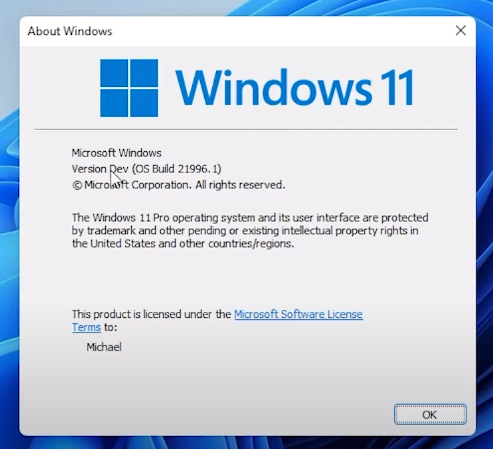 About Windows
Windows 11
Microsoft Windows
Version Dev (OS Build 21996.1)
© Microsoft Corporation. All rights reserved.
The Windows 11 Pro operating system and its user interface are protected
by trademark and other pending or existing intellectual property rights in
the United States and other countries/regions.
This product is licensed under the Microsoft Software License
Terms to:
Michael
OK